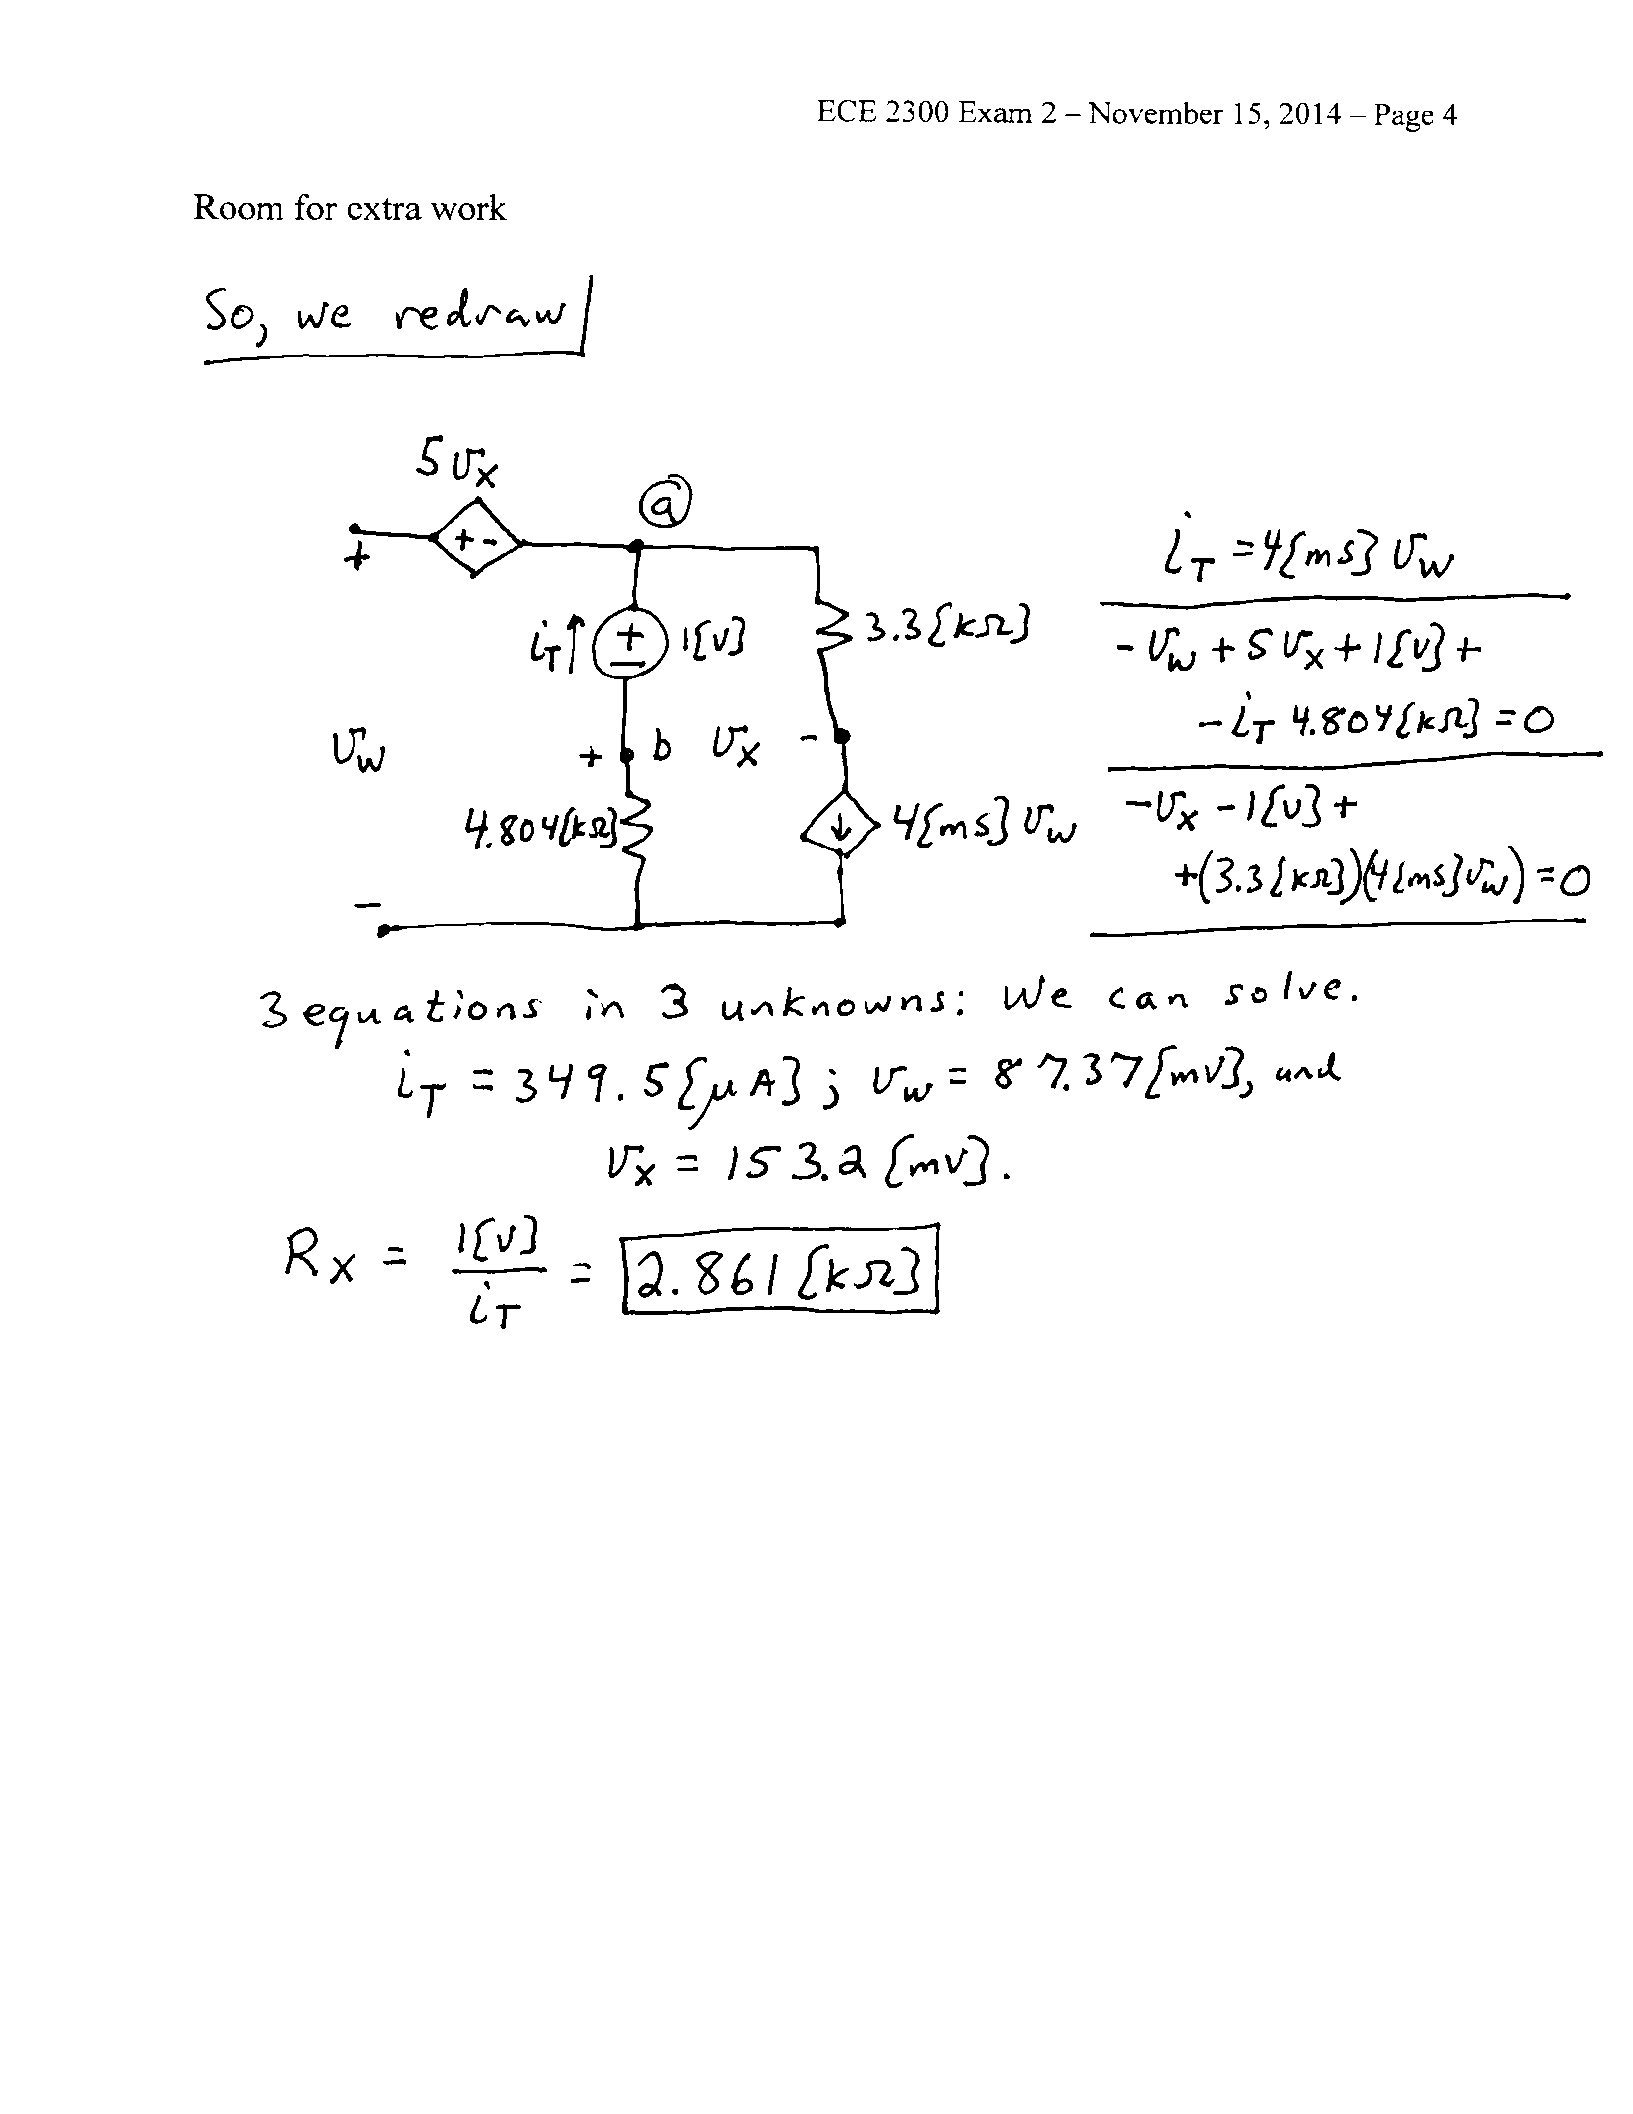 ECE 2300 Exam 2 – November 15, 2014 – Page 4
Room for extra work
So, we redraw
5 vx
a
+ + -
iT = 4[mS] vw
iT + - 1[V] 3.3[kΩ]
- vw + 5 vx + 1[V] +
- iT 4.804[kΩ] = 0
vw + b vx -
4.804[kΩ] 4[mS] vw
- vx - 1[V] +
+(3.3[kΩ])(4[mS]vw) = 0
-
3 equations in 3 unknowns: We can solve.
iT = 349.5[μA]; vw = 87.37[mV], and
vx = 153.2[mV].
Rx = 1[V] / iT = 2.861[kΩ]